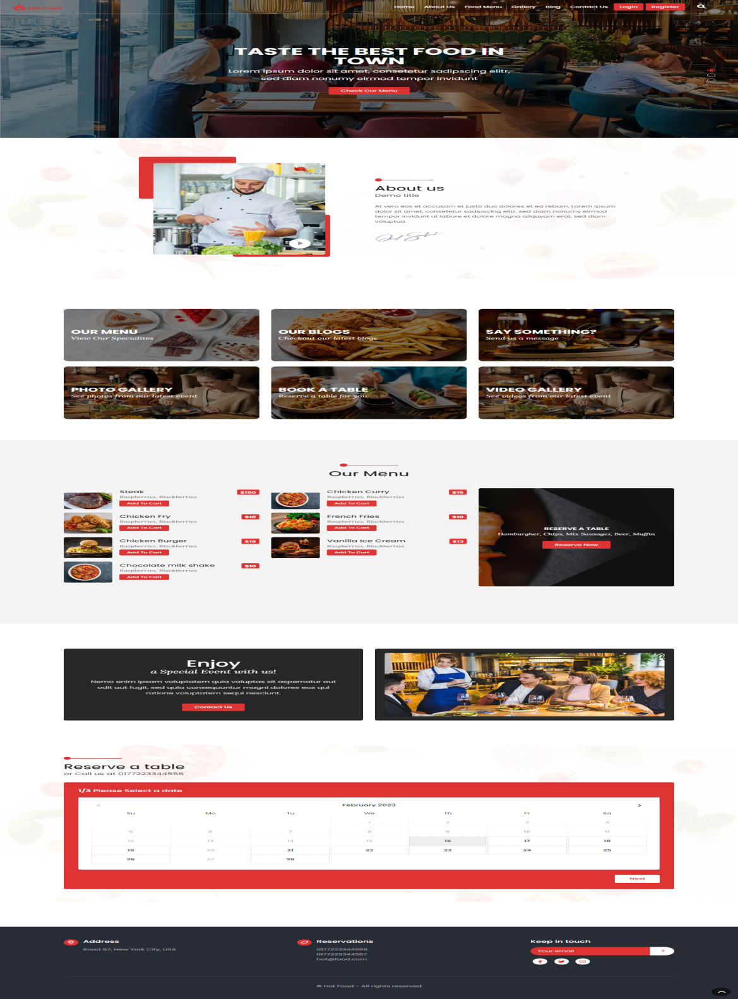 Hot Food
Home About Us Food Menu Gallery Blog Contact Us Login Register
TASTE THE BEST FOOD IN
TOWN
Lorem ipsum dolor sit amet, consetetur sadipscing elitr,
sed diam nonumy eirmod tempor invidunt
Check Our Menu
About us
Demo title
At vero eos et accusam et justo duo dolores et ea rebum. Lorem ipsum
dolor sit amet, consetetur sadipscing elitr, sed diam nonumy eirmod
tempor invidunt ut labore et dolore magna aliquyam erat, sed diam
voluptua.
OUR MENU
View Our Specialites
OUR BLOGS
Checkout our latest blogs
SAY SOMETHING?
Send us a message
PHOTO GALLERY
See photos from our latest event
BOOK A TABLE
Reserve a table for you
VIDEO GALLERY
See videos from our latest event
Our Menu
Steak $150
Raspberries, Blackberries
Add To Cart
Chicken Fry $18
Raspberries, Blackberries
Add To Cart
Chicken Burger $18
Raspberries, Blackberries
Add To Cart
Chocolate milk shake $10
Raspberries, Blackberries
Add To Cart
Chicken Curry $15
Raspberries, Blackberries
Add To Cart
French Fries $10
Raspberries, Blackberries
Add To Cart
Vanilla Ice Cream $12
Raspberries, Blackberries
Add To Cart
RESERVE A TABLE
Hamburgher, Chips, Mix Sausages, Beer, Muffin
Reserve Now
Enjoy
a Special Event with us!
Nemo enim ipsam voluptatem quia voluptas sit aspernatur aut
odit aut fugit, sed quia consequuntur magni dolores eos qui
ratione voluptatem sequi nesciunt.
Contact Us
Reserve a table
or Call us at 0177223344556
1/3 Please Select a date
< February 2023 >
Su Mo Tu We Th Fr Sa
1 2 3 4
5 6 7 8 9 10 11
12 13 14 15 16 17 18
19 20 21 22 23 24 25
26 27 28
Next
Address
Road 57, New York City, USA
Reservations
0177223344556
0177223344557
hot@food.com
Keep in touch
Your email >
© Hot Food - All rights reserved